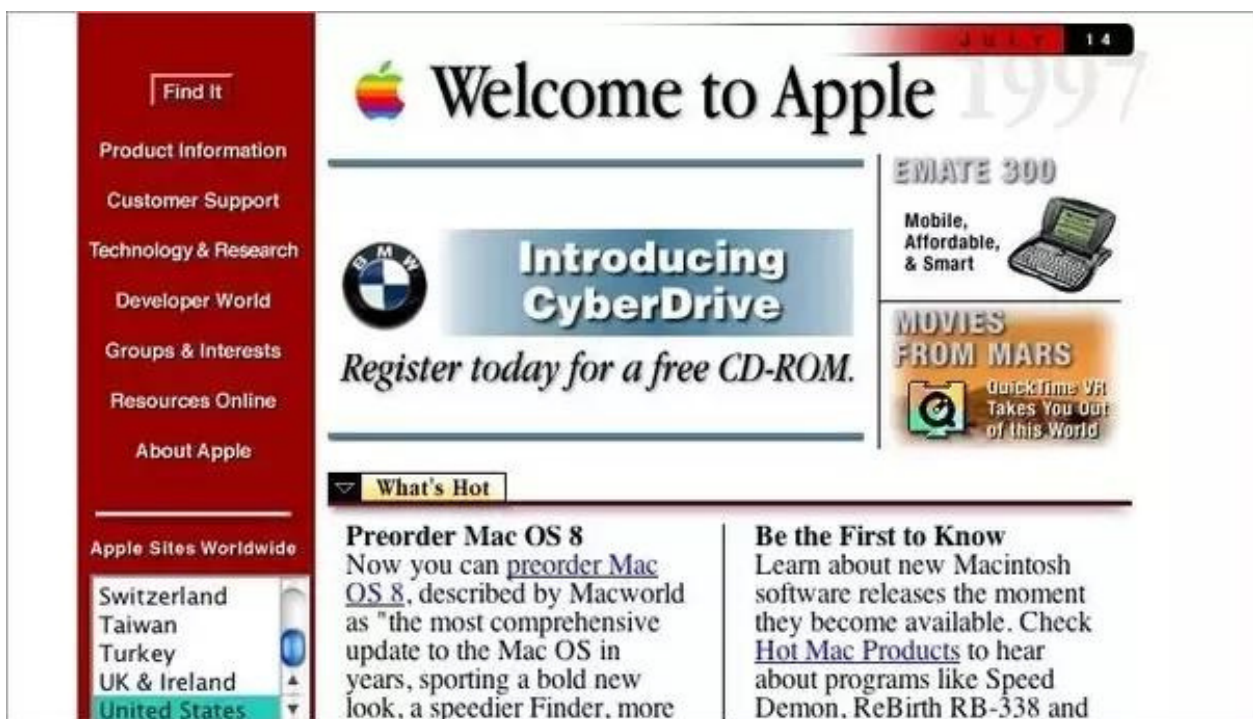 JULY 14
1997
Welcome to Apple
Find It
Product Information
Customer Support
Technology & Research
Developer World
Groups & Interests
Resources Online
About Apple
Apple Sites Worldwide
Switzerland
Taiwan
Turkey
UK & Ireland
United States
BMW
Introducing
CyberDrive
Register today for a free CD-ROM.
EMATE 300
Mobile,
Affordable,
& Smart
MOVIES
FROM MARS
QuickTime VR
Takes You Out
of this World
What's Hot
Preorder Mac OS 8
Now you can preorder Mac
OS 8, described by Macworld
as "the most comprehensive
update to the Mac OS in
years, sporting a bold new
look, a speedier Finder, more
Be the First to Know
Learn about new Macintosh
software releases the moment
they become available. Check
Hot Mac Products to hear
about programs like Speed
Demon, ReBirth RB-338 and